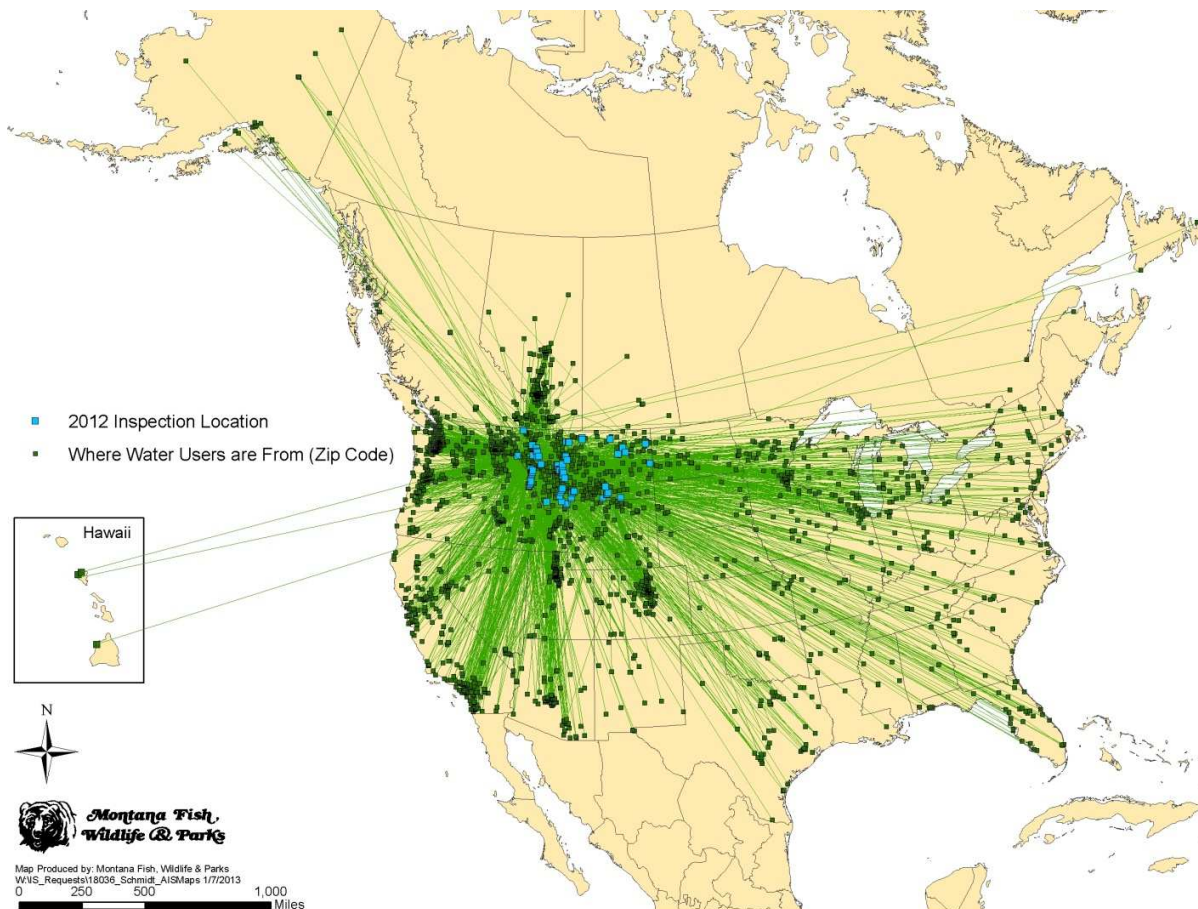 2012 Inspection Location
Where Water Users are From (Zip Code)
Hawaii
N
Montana Fish,
Wildlife & Parks
Map Produced by: Montana Fish, Wildlife & Parks
W:\IS_Requests\18036_Schmidt_AISMaps 1/7/2013
0 250 500 1,000
Miles